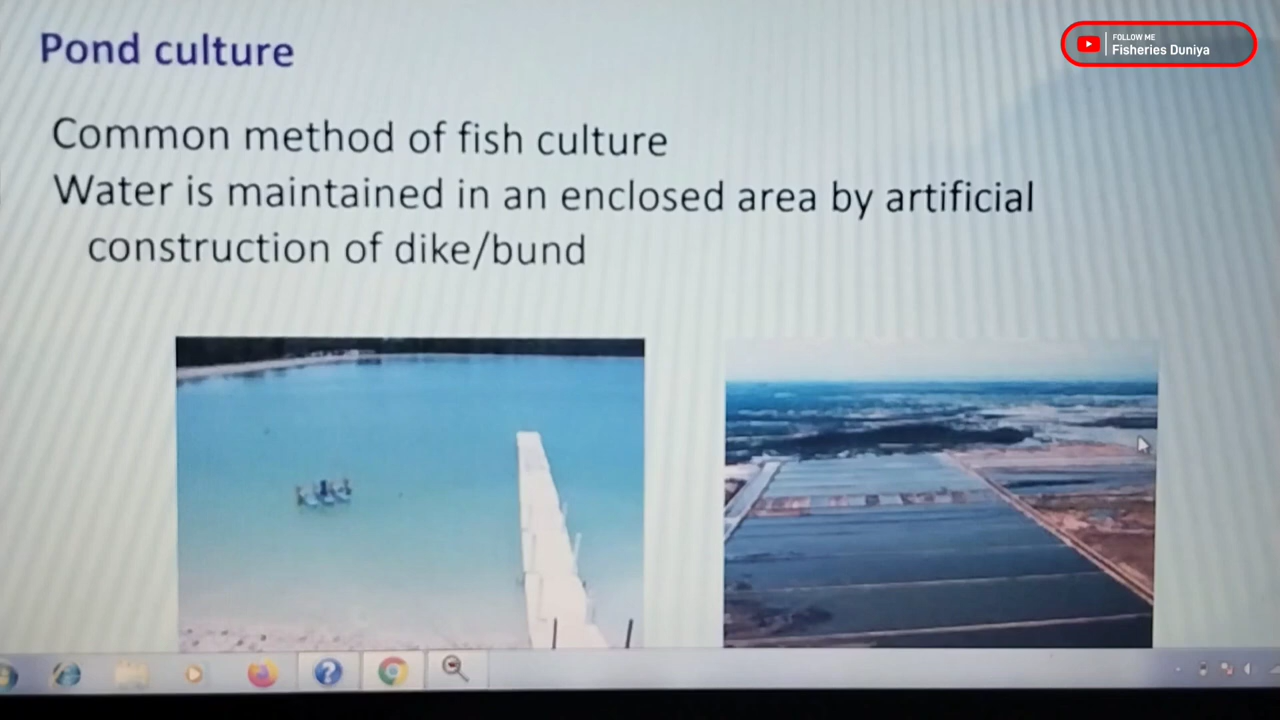 Pond culture
FOLLOW ME
Fisheries Duniya
Common method of fish culture
Water is maintained in an enclosed area by artificial
construction of dike/bund